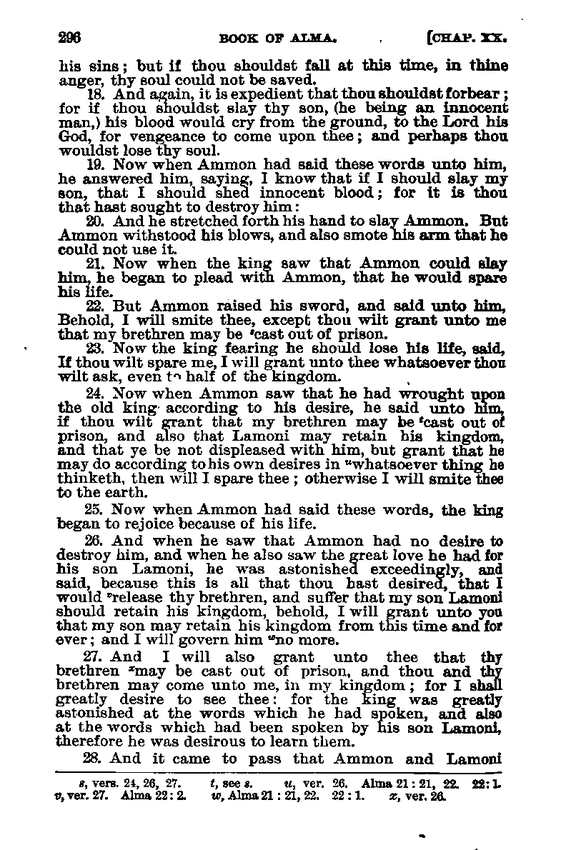 296 BOOK OF ALMA. [CHAP. XX.
his sins; but if thou shouldst fall at this time, in thine
anger, thy soul could not be saved.
18. And again, it is expedient that thou shouldst forbear;
for if thou shouldst slay thy son, (he being an innocent
man,) his blood would cry from the ground, to the Lord his
God, for vengeance to come upon thee; and perhaps thou
wouldst lose thy soul.
19. Now when Ammon had said these words unto him,
he answered him, saying, I know that if I should slay my
son, that I should shed innocent blood; for it is thou
that hast sought to destroy him:
20. And he stretched forth his hand to slay Ammon. But
Ammon withstood his blows, and also smote his arm that he
could not use it.
21. Now when the king saw that Ammon could slay
him, he began to plead with Ammon, that he would spare
his life.
22. But Ammon raised his sword, and said unto him,
Behold, I will smite thee, except thou wilt grant unto me
that my brethren may be ˢcast out of prison.
23. Now the king fearing he should lose his life, said,
If thou wilt spare me, I will grant unto thee whatsoever thou
wilt ask, even to half of the kingdom.
24. Now when Ammon saw that he had wrought upon
the old king according to his desire, he said unto him,
if thou wilt grant that my brethren may be ᵗcast out of
prison, and also that Lamoni may retain his kingdom,
and that ye be not displeased with him, but grant that he
may do according to his own desires in ᵘwhatsoever thing he
thinketh, then will I spare thee; otherwise I will smite thee
to the earth.
25. Now when Ammon had said these words, the king
began to rejoice because of his life.
26. And when he saw that Ammon had no desire to
destroy him, and when he also saw the great love he had for
his son Lamoni, he was astonished exceedingly, and
said, because this is all that thou hast desired, that I
would ᵛrelease thy brethren, and suffer that my son Lamoni
should retain his kingdom, behold, I will grant unto you
that my son may retain his kingdom from this time and for
ever; and I will govern him ʷno more.
27. And I will also grant unto thee that thy
brethren ˣmay be cast out of prison, and thou and thy
brethren may come unto me, in my kingdom; for I shall
greatly desire to see thee: for the king was greatly
astonished at the words which he had spoken, and also
at the words which had been spoken by his son Lamoni,
therefore he was desirous to learn them.
28. And it came to pass that Ammon and Lamoni
s, vers. 24, 26, 27. t, see s. u, ver. 26. Alma 21: 21, 22. 22: 1.
v, ver. 27. Alma 22: 2. w, Alma 21: 21, 22. 22: 1. x, ver. 26.